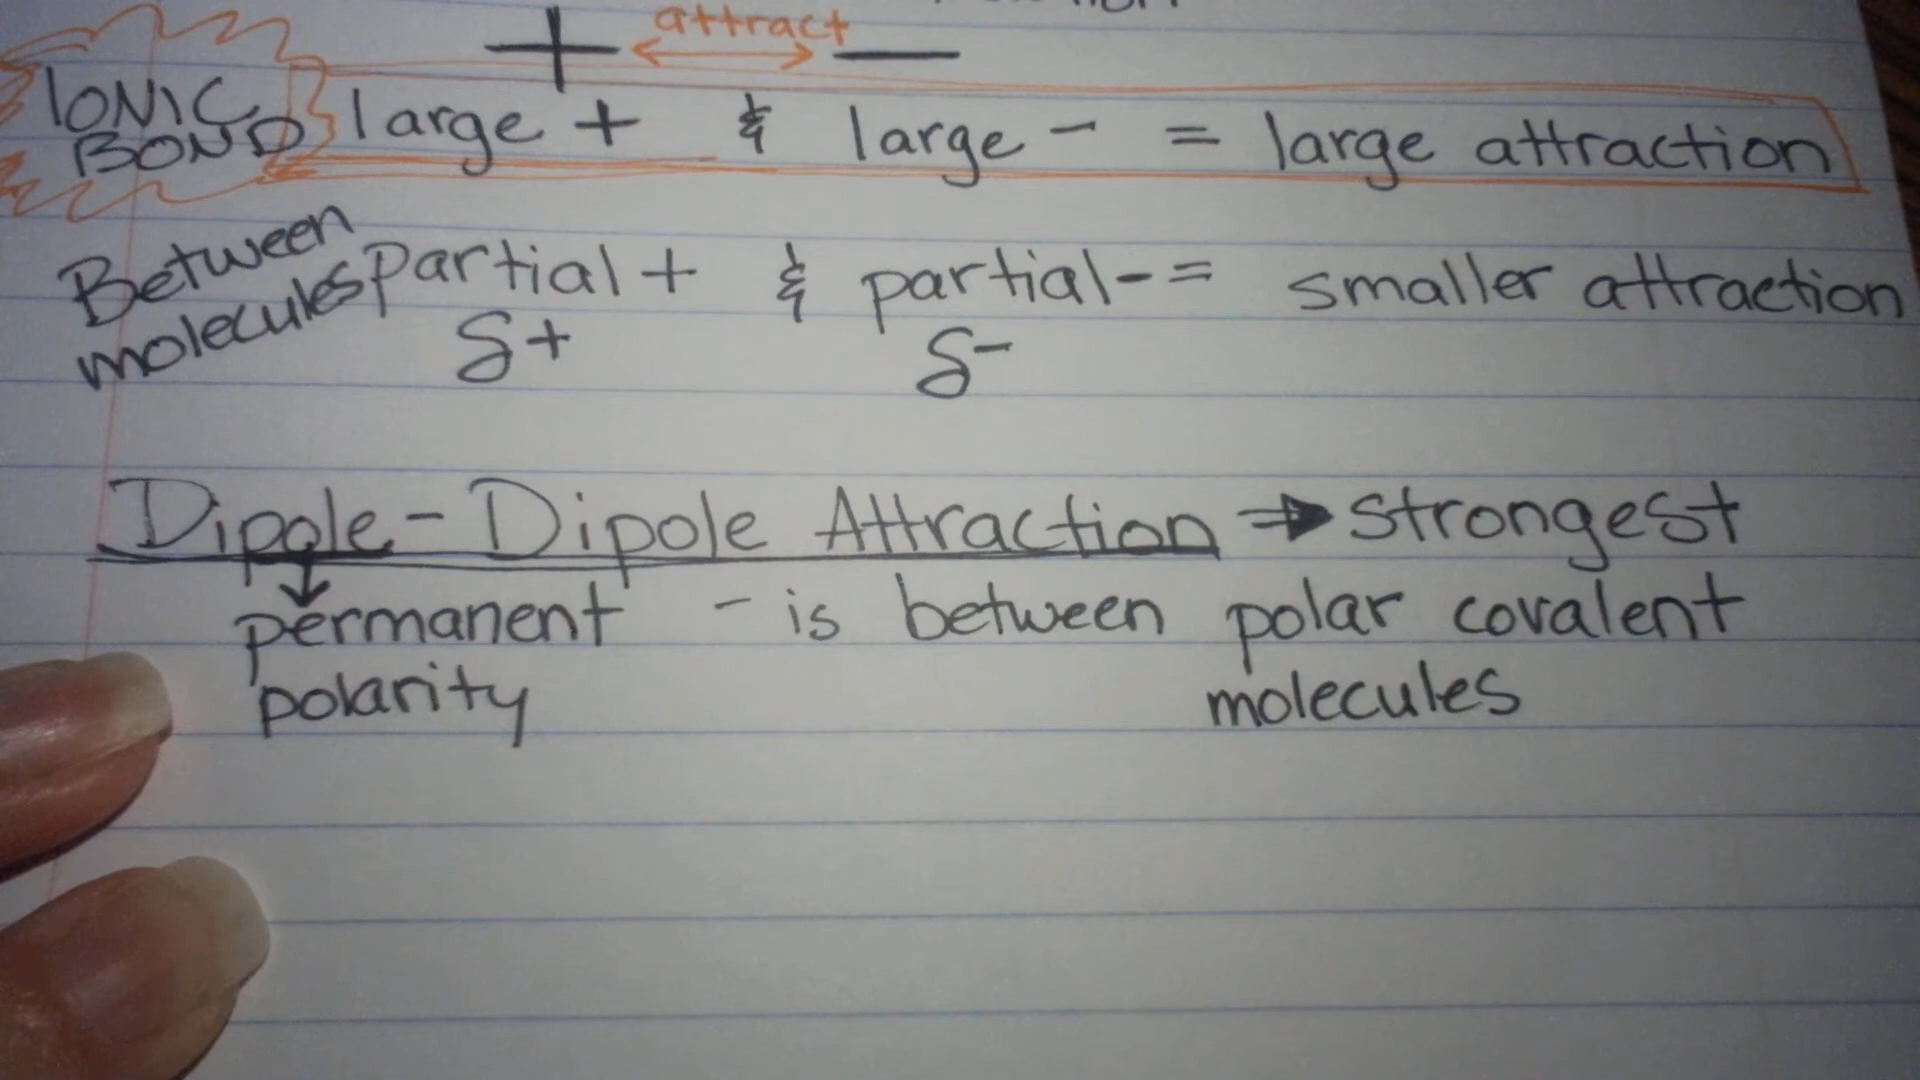 + attract −
IONIC BOND large + & large - = large attraction
Between molecules partial + & partial - = smaller attraction
δ+ δ-
Dipole - Dipole Attraction → strongest
permanent - is between polar covalent
polarity molecules